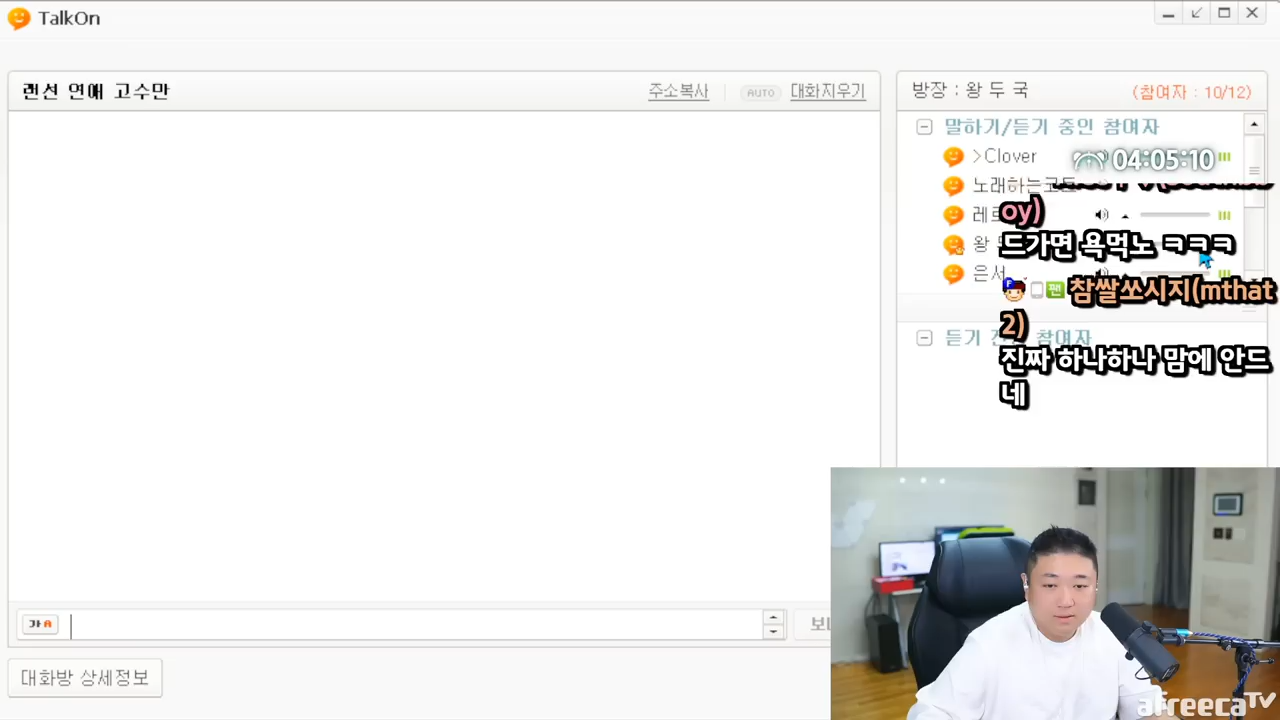 TalkOn
랜선 연애 고수만
주소복사
AUTO
대화지우기
방장 : 왕 두 국
(참여자 : 10/12)
말하기/듣기 중인 참여자
>Clover
04:05:10
노래하는
oy)
드가면 욕먹노 ㅋㅋㅋ
은서
F
팬
참쌀쏘시지(mthat
2)
듣기
참여자
진짜 하나하나 맘에 안드
네
가A
대화방 상세정보
afreecaTV